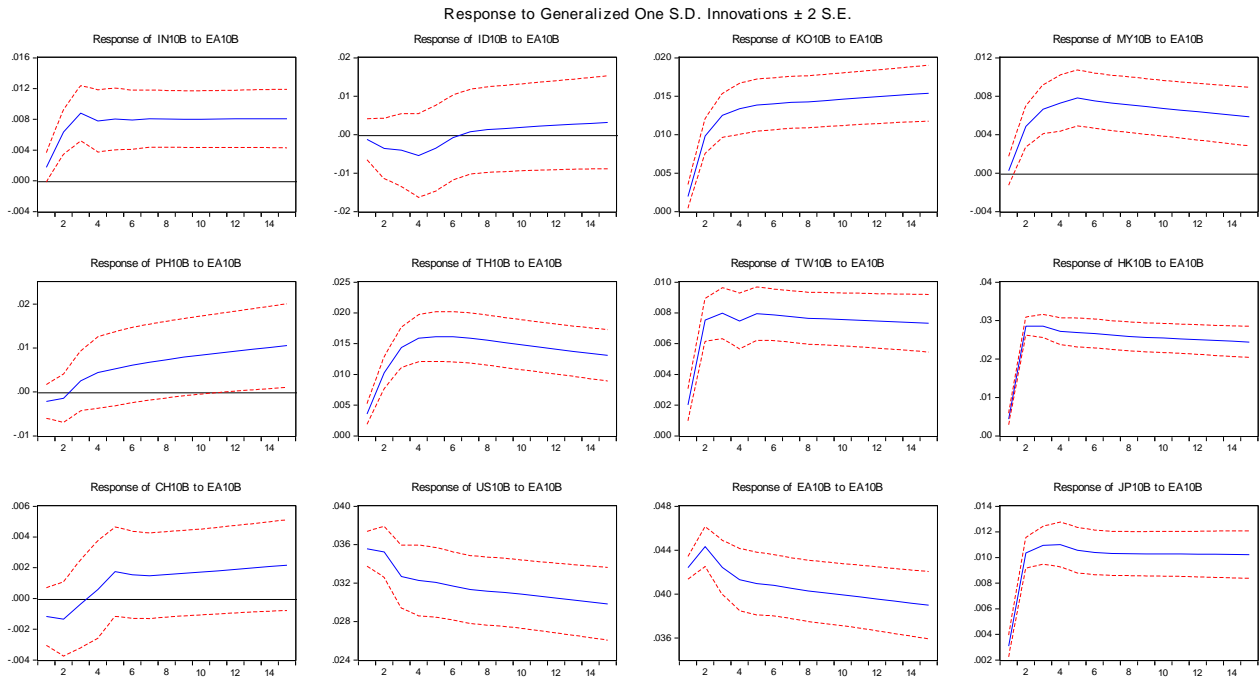 Response to Generalized One S.D. Innovations ± 2 S.E.
Response of IN10B to EA10B
.016
.012
.008
.004
.000
-.004
2 4 6 8 10 12 14
Response of ID10B to EA10B
.02
.01
.00
-.01
-.02
2 4 6 8 10 12 14
Response of KO10B to EA10B
.020
.015
.010
.005
.000
2 4 6 8 10 12 14
Response of MY10B to EA10B
.012
.008
.004
.000
-.004
2 4 6 8 10 12 14
Response of PH10B to EA10B
.02
.01
.00
-.01
2 4 6 8 10 12 14
Response of TH10B to EA10B
.025
.020
.015
.010
.005
.000
2 4 6 8 10 12 14
Response of TW10B to EA10B
.010
.008
.006
.004
.002
.000
2 4 6 8 10 12 14
Response of HK10B to EA10B
.04
.03
.02
.01
.00
2 4 6 8 10 12 14
Response of CH10B to EA10B
.006
.004
.002
.000
-.002
-.004
2 4 6 8 10 12 14
Response of US10B to EA10B
.040
.036
.032
.028
.024
2 4 6 8 10 12 14
Response of EA10B to EA10B
.048
.044
.040
.036
2 4 6 8 10 12 14
Response of JP10B to EA10B
.014
.012
.010
.008
.006
.004
.002
2 4 6 8 10 12 14